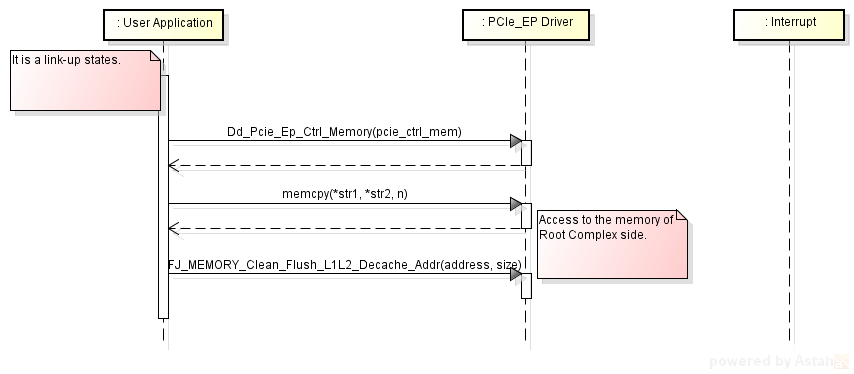 : User Application
: PCIe_EP Driver
: Interrupt
It is a link-up states.
Dd_Pcie_Ep_Ctrl_Memory(pcie_ctrl_mem)
memcpy(*str1, *str2, n)
Access to the memory of
Root Complex side.
FJ_MEMORY_Clean_Flush_L1L2_Decache_Addr(address, size)
powered by Astah